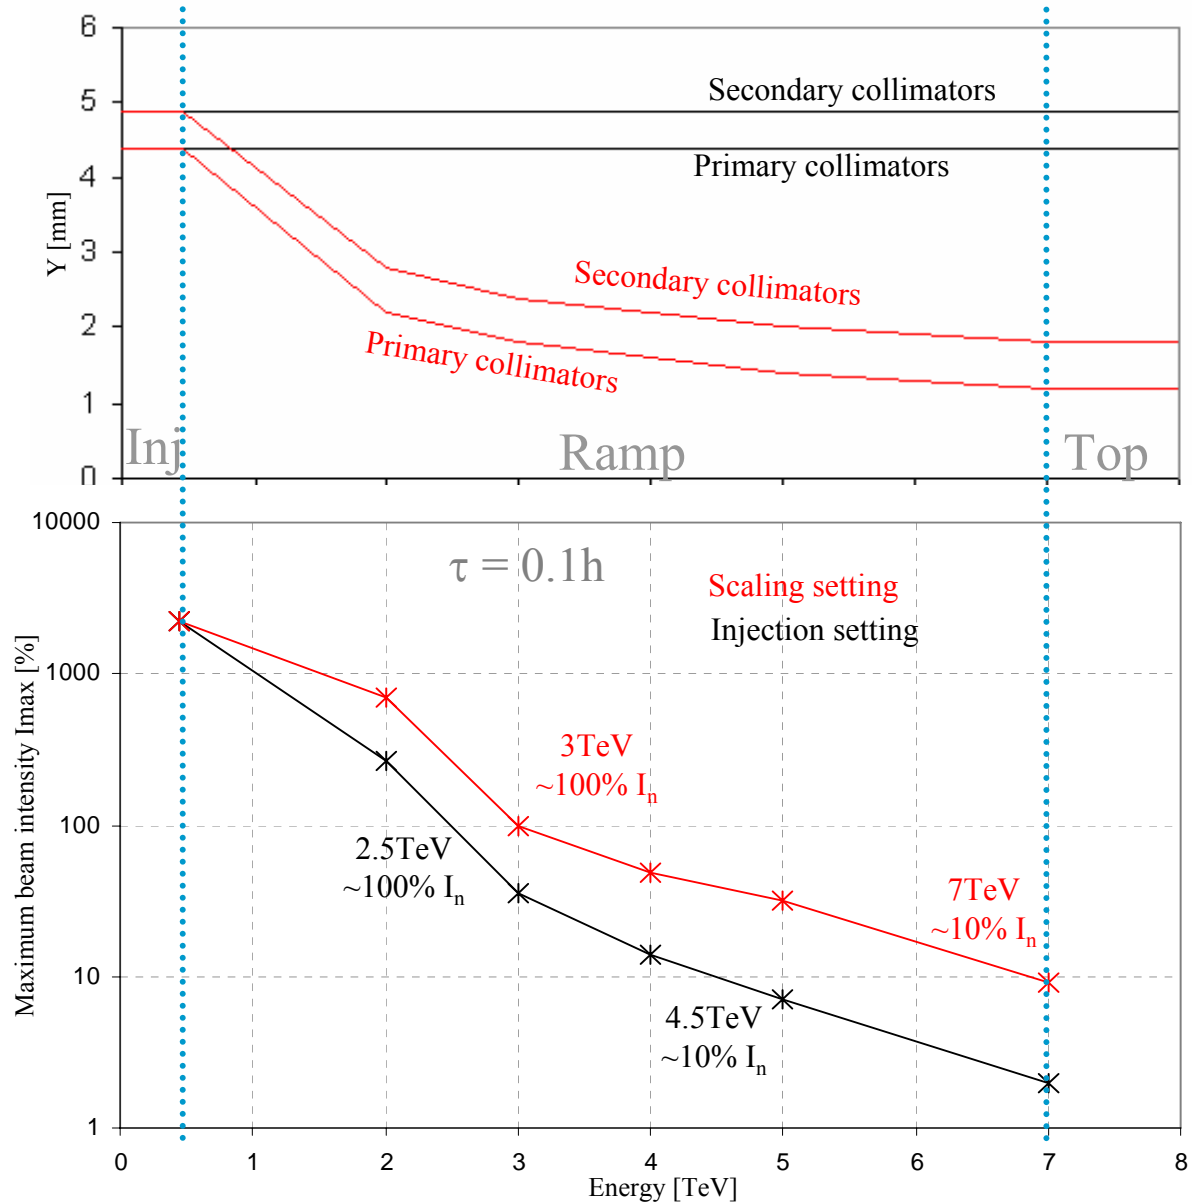 6
5
4
3
2
1
0
Y [mm]
Secondary collimators
Primary collimators
Secondary collimators
Primary collimators
Inj
Ramp
Top
10000
1000
100
10
1
Maximum beam intensity Imax [%]
τ = 0.1h
Scaling setting
Injection setting
3TeV
~100% In
2.5TeV
~100% In
7TeV
~10% In
4.5TeV
~10% In
0 1 2 3 4 5 6 7 8
Energy [TeV]